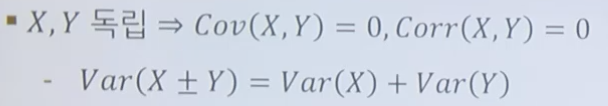 ▪ X, Y 독립 ⇒ Cov(X, Y) = 0, Corr(X, Y) = 0
- Var(X ± Y) = Var(X) + Var(Y)